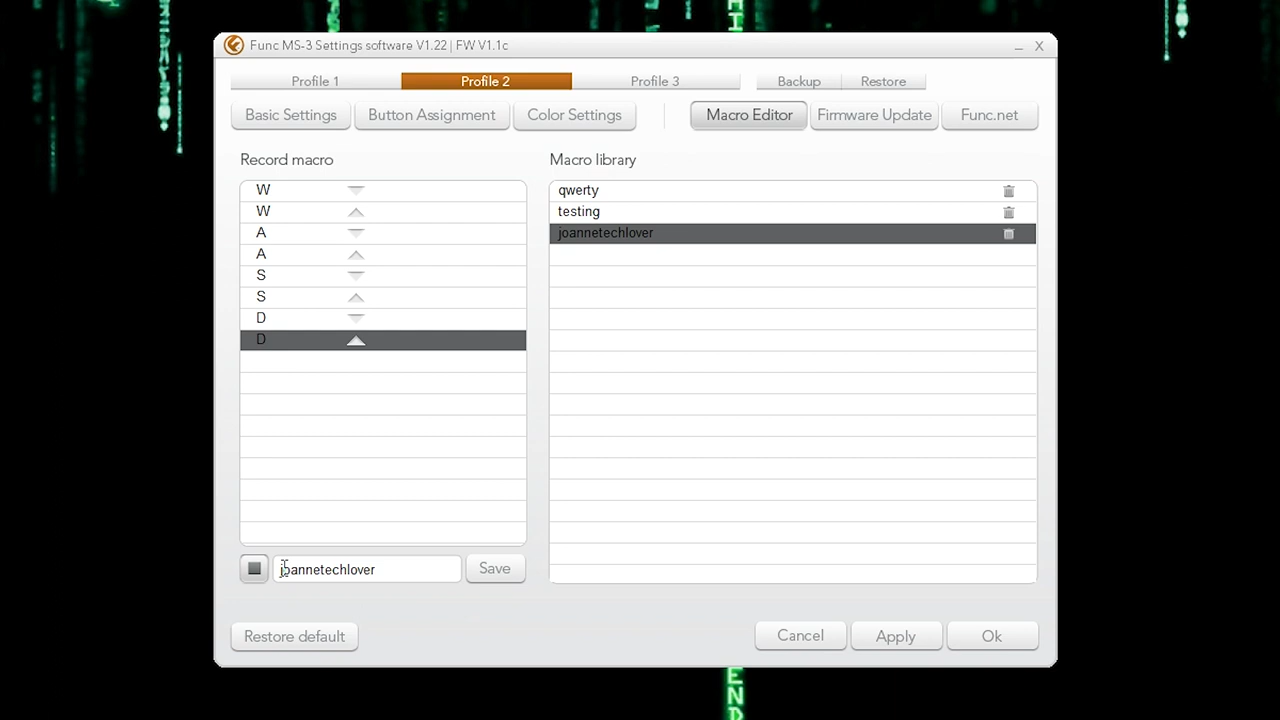 Func MS-3 Settings software V1.22 | FW V1.1c
Profile 1 Profile 2 Profile 3 Backup Restore
Basic Settings Button Assignment Color Settings Macro Editor Firmware Update Func.net
Record macro
W
W
A
A
S
S
D
D
joannetechlover Save
Macro library
qwerty
testing
joannetechlover
Restore default Cancel Apply Ok
END